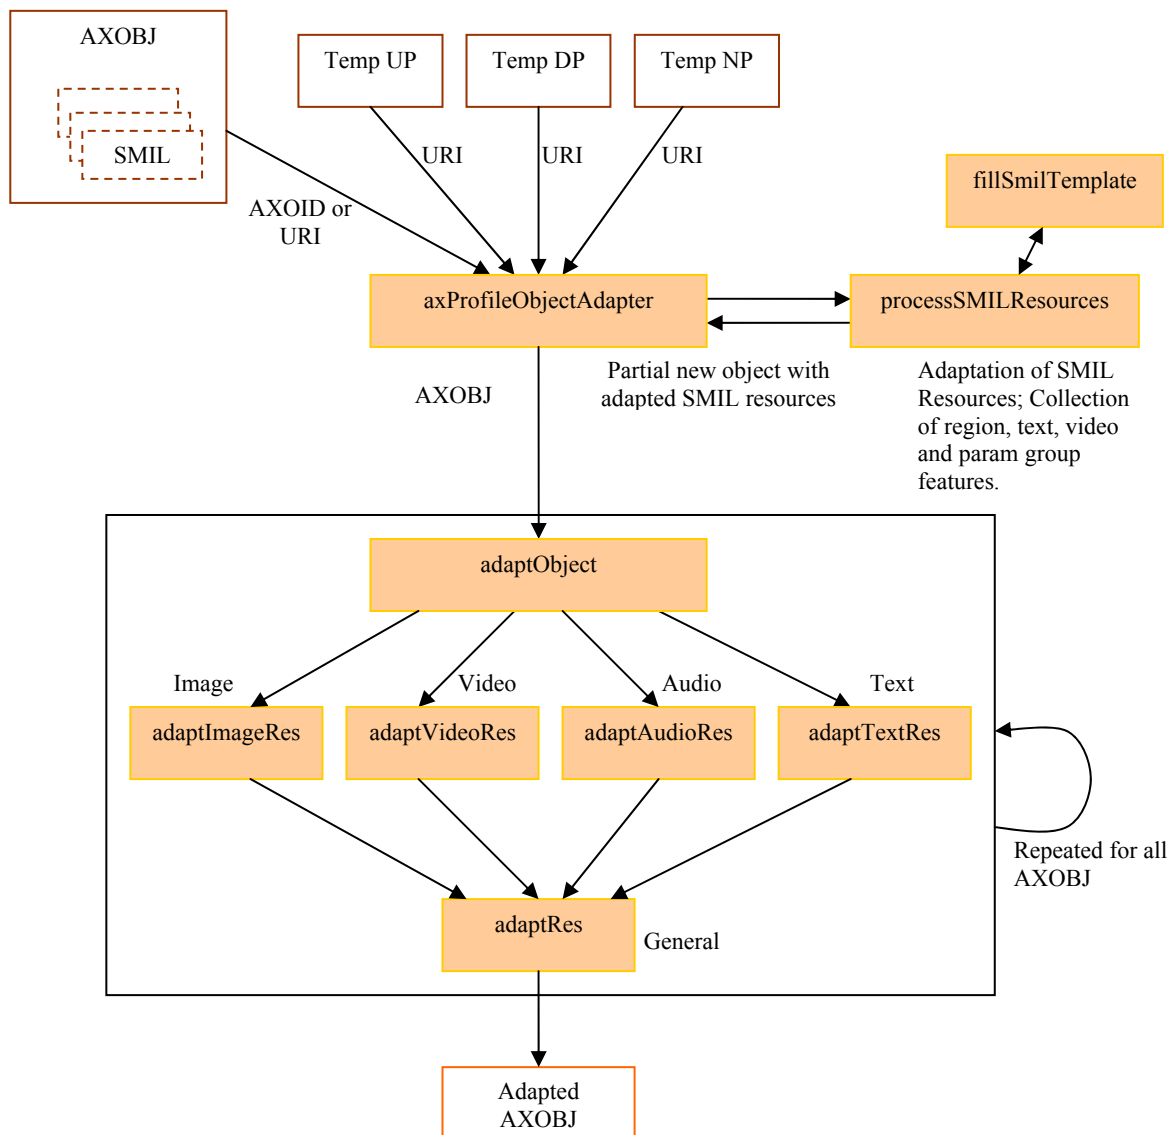 AXOBJ
SMIL
Temp UP
Temp DP
Temp NP
URI
URI
URI
AXOID or
URI
fillSmilTemplate
axProfileObjectAdapter
processSMILResources
AXOBJ
Partial new object with
adapted SMIL resources
Adaptation of SMIL
Resources; Collection
of region, text, video
and param group
features.
adaptObject
Image
Video
Audio
Text
adaptImageRes
adaptVideoRes
adaptAudioRes
adaptTextRes
Repeated for all
AXOBJ
adaptRes
General
Adapted
AXOBJ